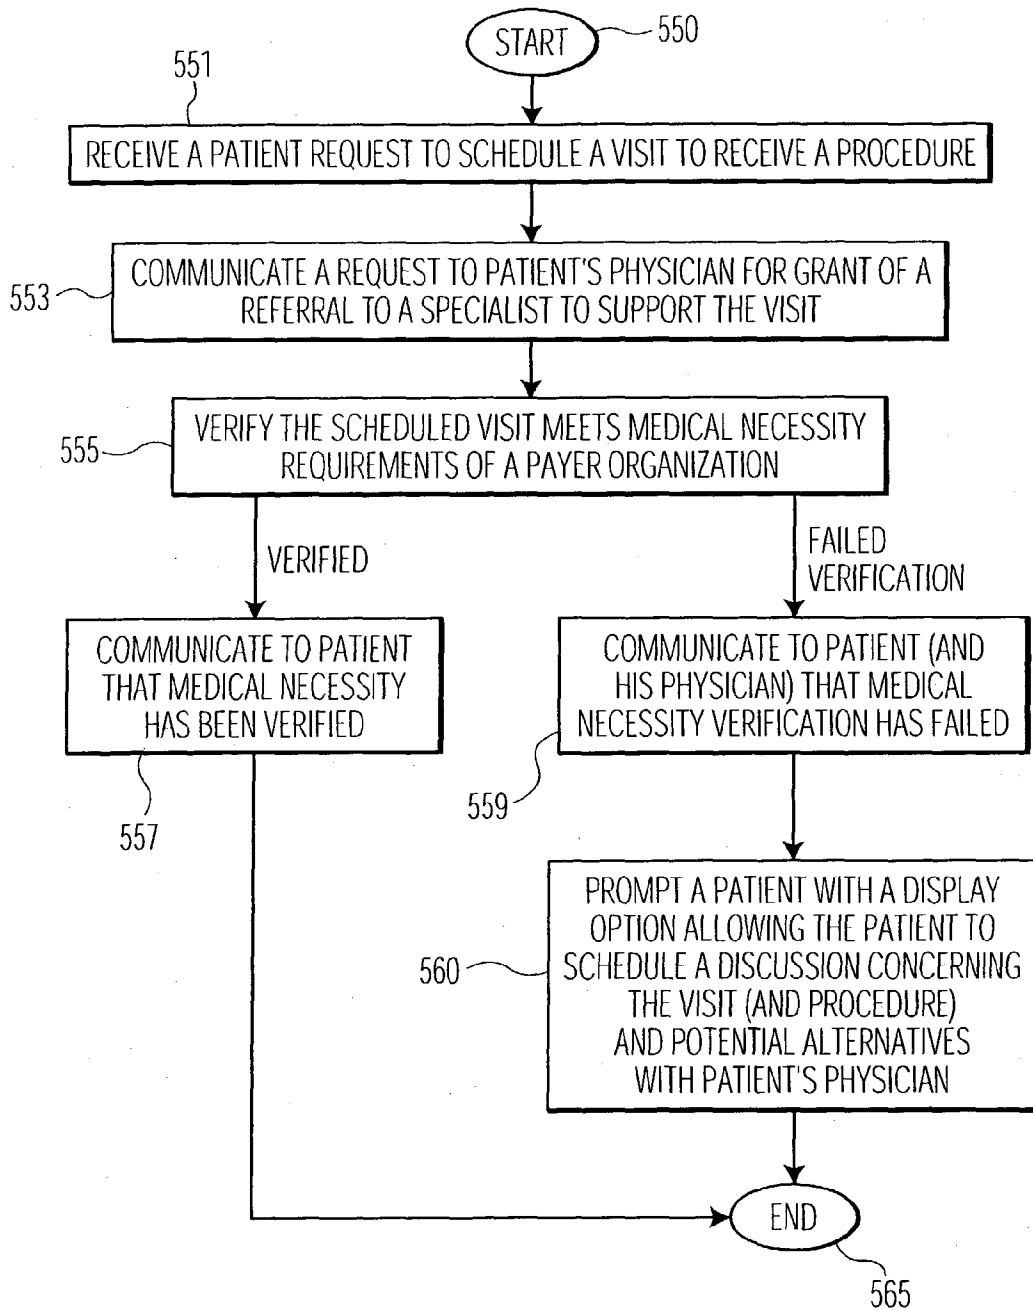 START
550
551
RECEIVE A PATIENT REQUEST TO SCHEDULE A VISIT TO RECEIVE A PROCEDURE
COMMUNICATE A REQUEST TO PATIENT'S PHYSICIAN FOR GRANT OF A
REFERRAL TO A SPECIALIST TO SUPPORT THE VISIT
553
VERIFY THE SCHEDULED VISIT MEETS MEDICAL NECESSITY
REQUIREMENTS OF A PAYER ORGANIZATION
555
VERIFIED
FAILED
VERIFICATION
COMMUNICATE TO PATIENT
THAT MEDICAL NECESSITY
HAS BEEN VERIFIED
557
COMMUNICATE TO PATIENT (AND
HIS PHYSICIAN) THAT MEDICAL
NECESSITY VERIFICATION HAS FAILED
559
PROMPT A PATIENT WITH A DISPLAY
OPTION ALLOWING THE PATIENT TO
SCHEDULE A DISCUSSION CONCERNING
THE VISIT (AND PROCEDURE)
AND POTENTIAL ALTERNATIVES
WITH PATIENT'S PHYSICIAN
560
END
565